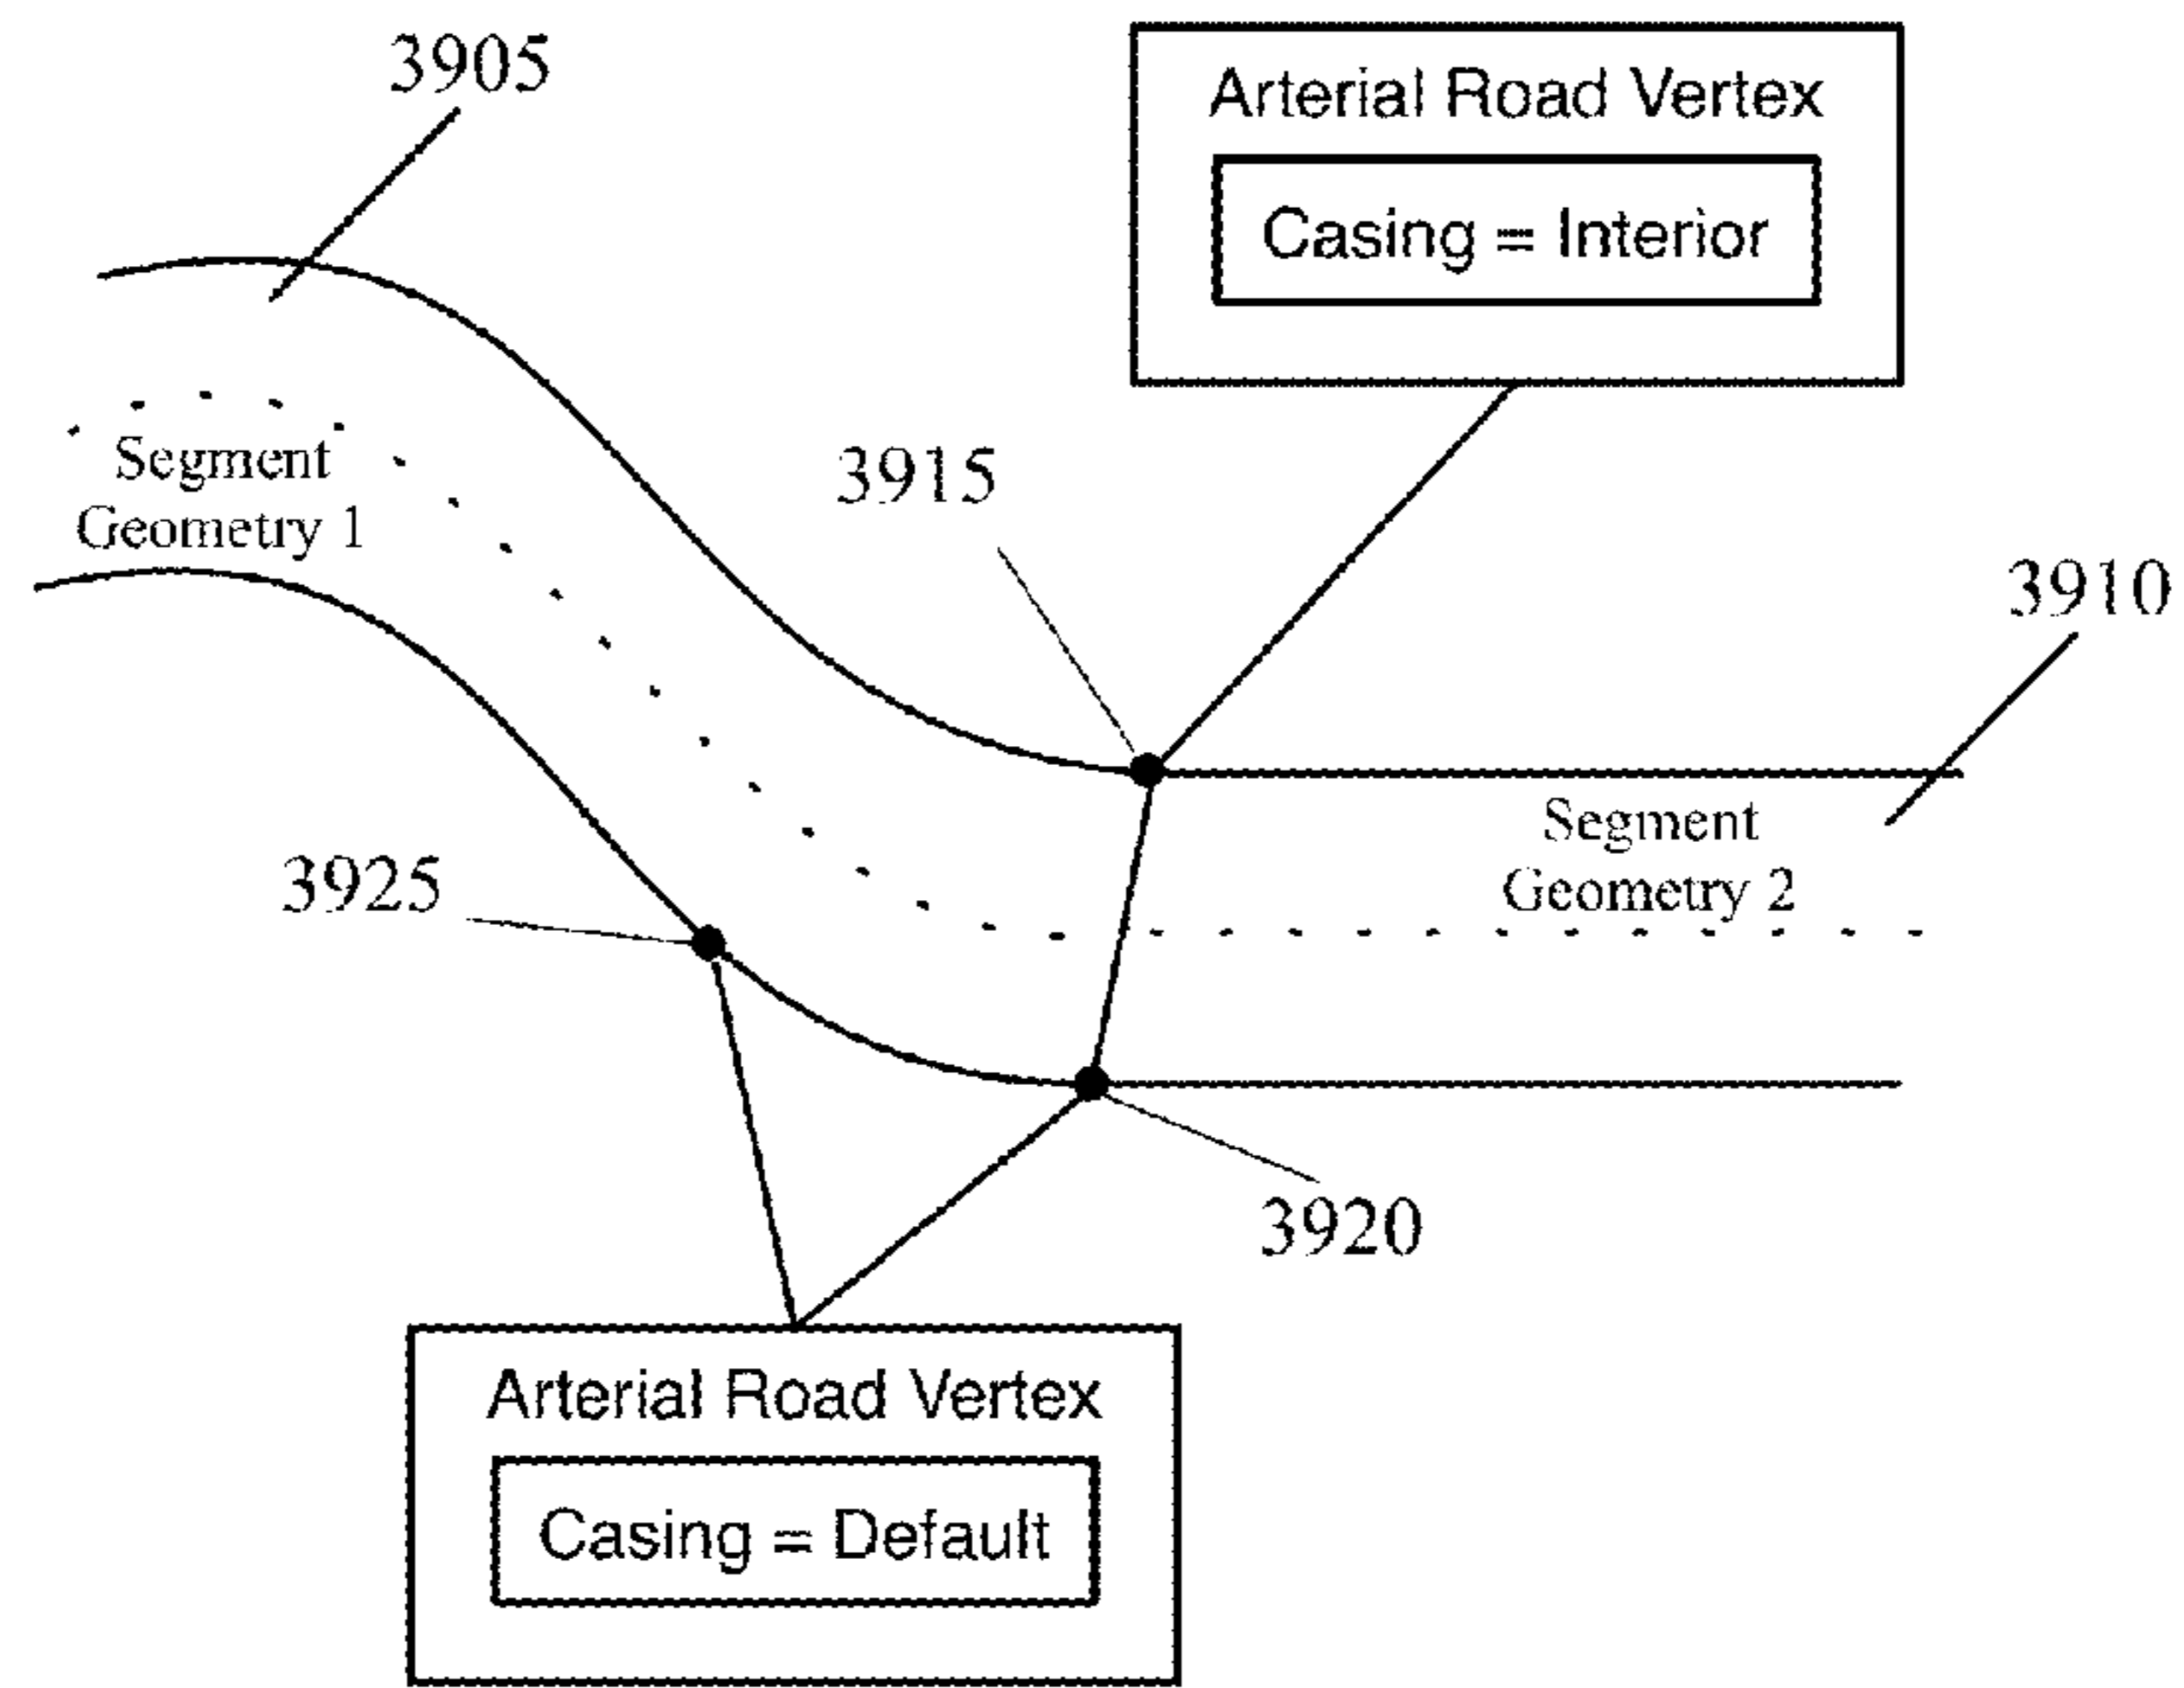 3905
Arterial Road Vertex
Casing = Interior
Segment
Geometry 1
3915
3910
Segment
Geometry 2
3925
3920
Arterial Road Vertex
Casing = Default